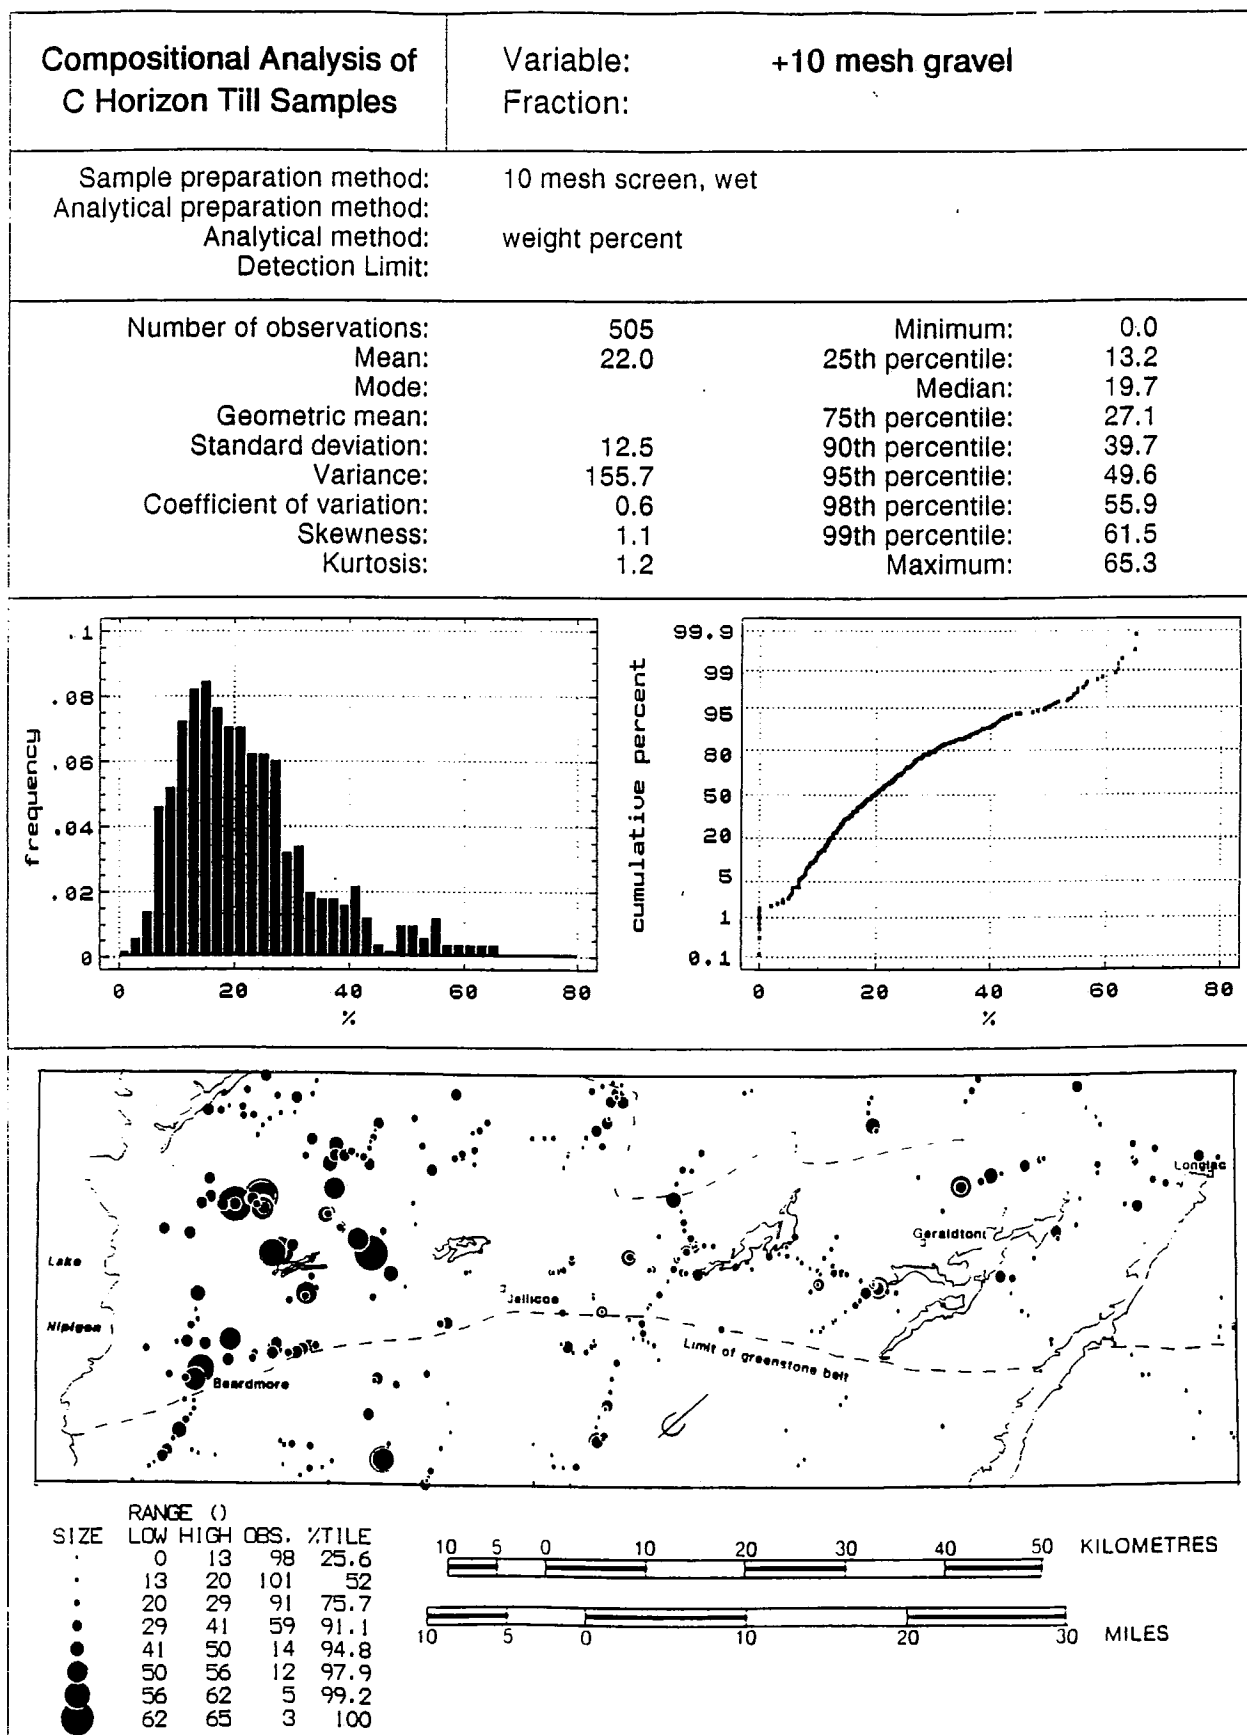 Compositional Analysis of
C Horizon Till Samples
Variable: +10 mesh gravel
Fraction:
Sample preparation method: 10 mesh screen, wet
Analytical preparation method:
Analytical method: weight percent
Detection Limit:
Number of observations: 505 Minimum: 0.0
Mean: 22.0 25th percentile: 13.2
Mode: Median: 19.7
Geometric mean: 75th percentile: 27.1
Standard deviation: 12.5 90th percentile: 39.7
Variance: 155.7 95th percentile: 49.6
Coefficient of variation: 0.6 98th percentile: 55.9
Skewness: 1.1 99th percentile: 61.5
Kurtosis: 1.2 Maximum: 65.3
frequency
.1
.08
.06
.04
.02
0
0 20 40 60 80
%
cumulative percent
99.9
99
95
80
50
20
5
1
0.1
0 20 40 60 80
%
Longlac
Geraldton
Lake
Jellicoe
Nipigon
Limit of greenstone belt
Beardmore
RANGE ()
SIZE LOW HIGH OBS. %TILE
0 13 98 25.6
13 20 101 52
20 29 91 75.7
29 41 59 91.1
41 50 14 94.8
50 56 12 97.9
56 62 5 99.2
62 65 3 100
10 5 0 10 20 30 40 50 KILOMETRES
10 5 0 10 20 30 MILES